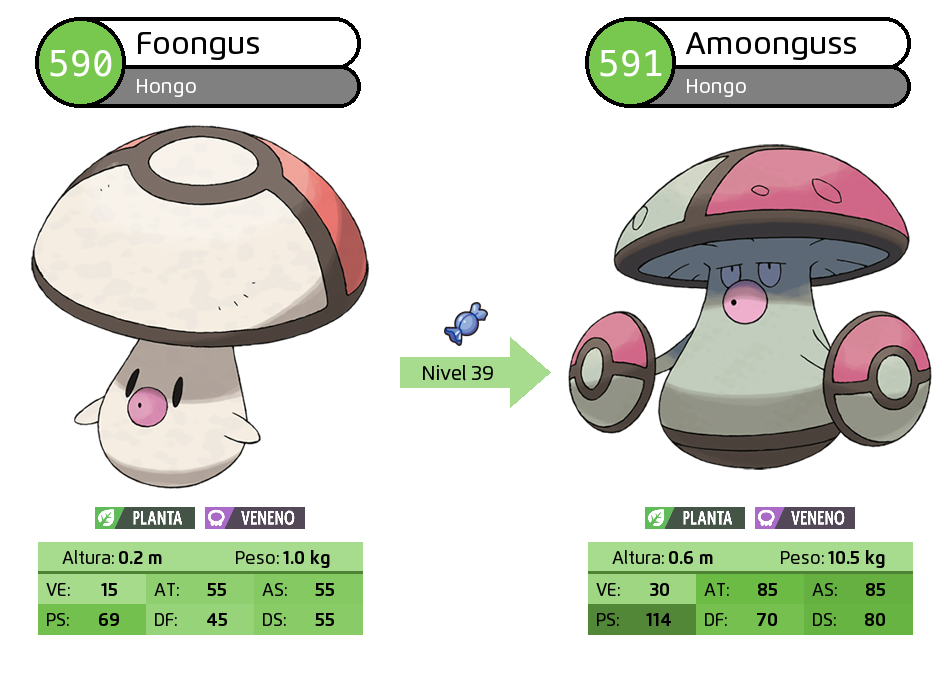 590
Foongus
Hongo
591
Amoonguss
Hongo
Nivel 39
PLANTA VENENO
Altura: 0.2 m Peso: 1.0 kg
VE: 15 AT: 55 AS: 55
PS: 69 DF: 45 DS: 55
PLANTA VENENO
Altura: 0.6 m Peso: 10.5 kg
VE: 30 AT: 85 AS: 85
PS: 114 DF: 70 DS: 80